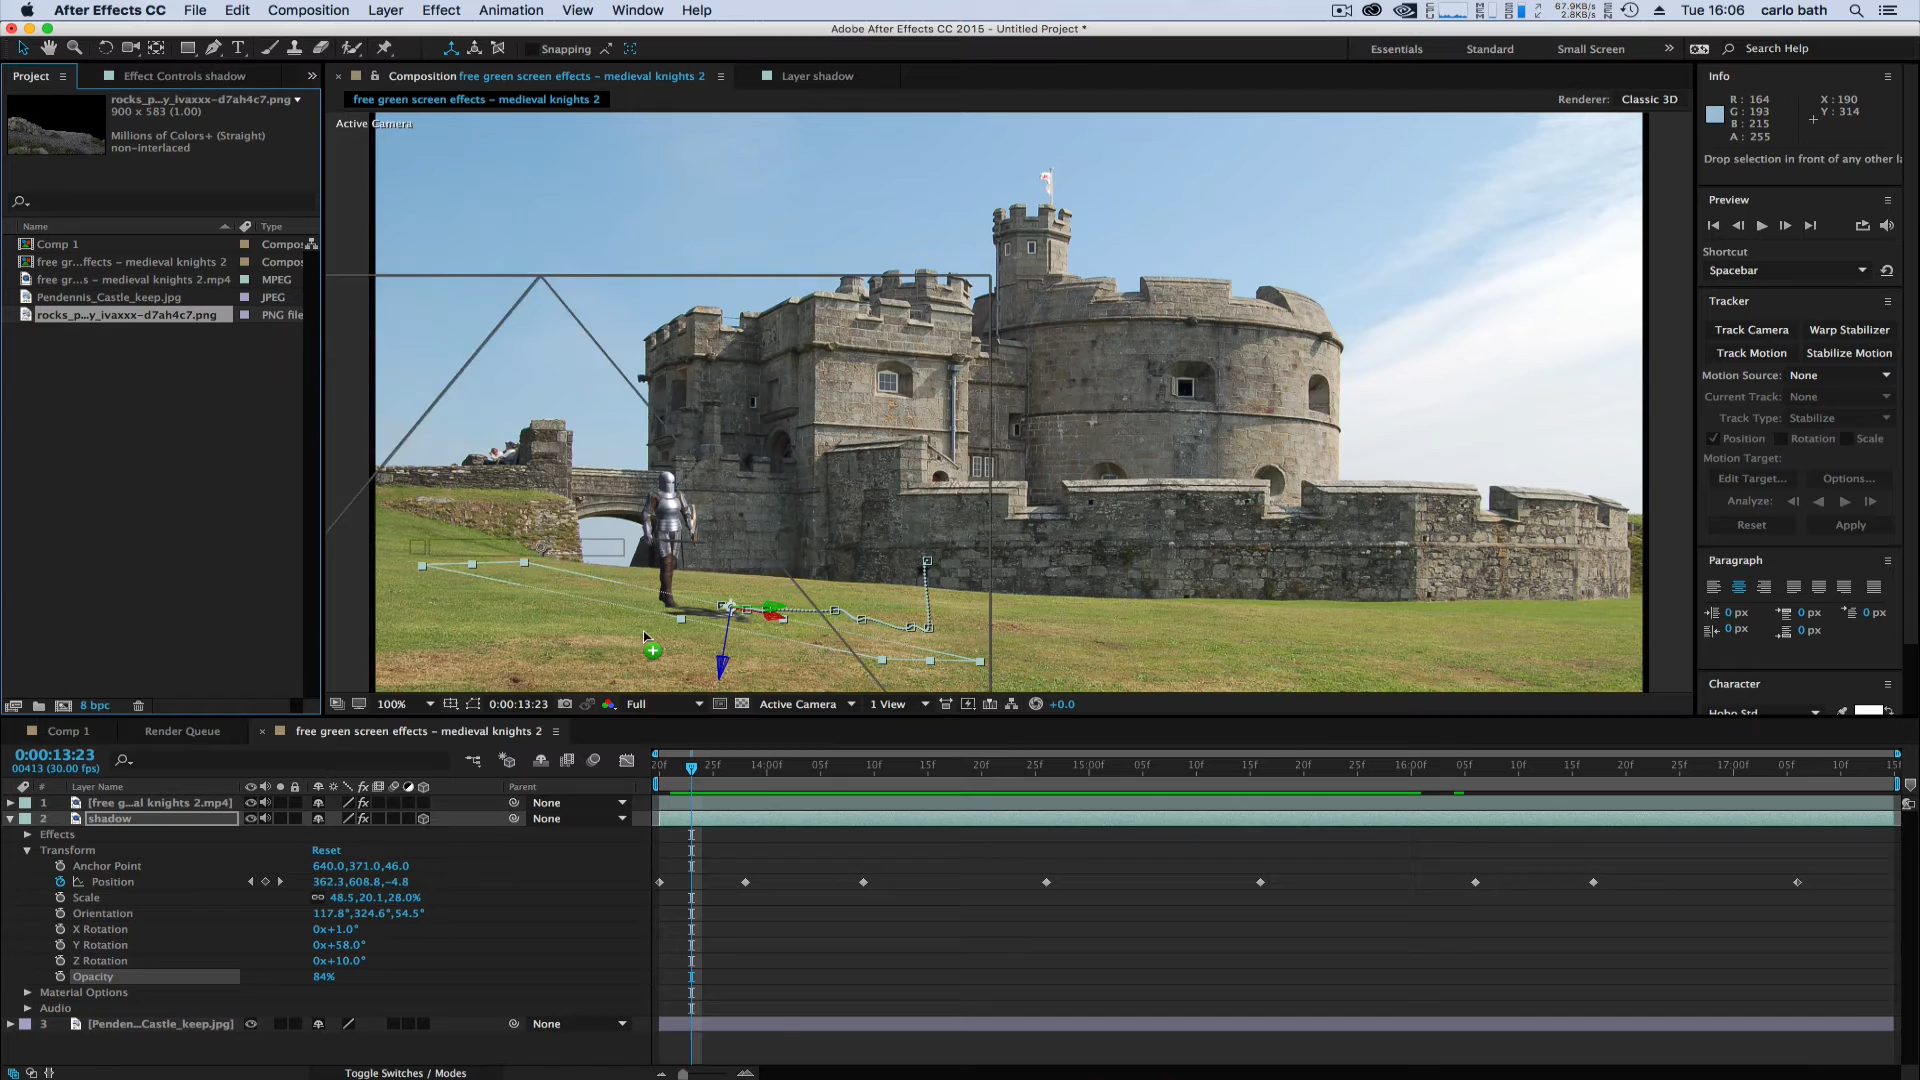 After Effects CC File Edit Composition Layer Effect Animation View Window Help 67.9KB/s 2.8KB/s Tue 16:06 carlo bath
Adobe After Effects CC 2015 - Untitled Project *
Snapping Essentials Standard Small Screen Search Help
Project Effect Controls shadow Composition free green screen effects – medieval knights 2 Layer shadow Info
free green screen effects – medieval knights 2 Renderer: Classic 3D
rocks_p...y_ivaxxx-d7ah4c7.png
900 x 583 (1.00)
Millions of Colors+ (Straight)
non-interlaced
Active Camera
R : 164
G : 193
B : 215
A : 255
X : 190
Y : 314
Drop selection in front of any other la
Name Type
Comp 1 Compos
free gr...ffects – medieval knights 2 Compos
free gr...s – medieval knights 2.mp4 MPEG
Pendennis_Castle_keep.jpg JPEG
rocks_p...y_ivaxxx-d7ah4c7.png PNG file
Preview
Shortcut
Spacebar
Tracker
Track Camera Warp Stabilizer
Track Motion Stabilize Motion
Motion Source: None
Current Track: None
Track Type: Stabilize
Position Rotation Scale
Motion Target:
Edit Target... Options...
Analyze:
Reset Apply
Paragraph
0 px 0 px 0 px
0 px 0 px
Character
Hobo Std
8 bpc 100% 0:00:13:23 Full Active Camera 1 View +0.0
Comp 1 Render Queue free green screen effects – medieval knights 2
0:00:13:23
00413 (30.00 fps)
20f 25f 14:00f 05f 10f 15f 20f 25f 15:00f 05f 10f 15f 20f 25f 16:00f 05f 10f 15f 20f 25f 17:00f 05f 10f 15f
# Layer Name fx Parent
1 [free g...al knights 2.mp4] fx None
2 shadow fx None
Effects
Transform Reset
Anchor Point 640.0,371.0,46.0
Position 362.3,608.8,-4.8
Scale 48.5,20.1,28.0%
Orientation 117.8°,324.6°,54.5°
X Rotation 0x+1.0°
Y Rotation 0x+58.0°
Z Rotation 0x+10.0°
Opacity 84%
Material Options
Audio
3 [Penden...Castle_keep.jpg] None
Toggle Switches / Modes